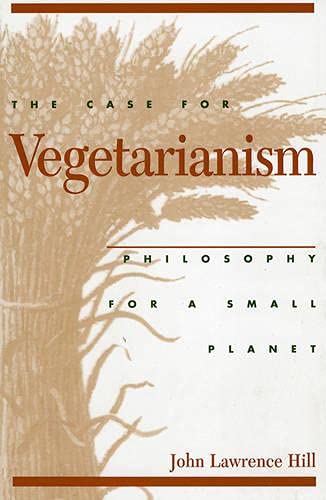 THE CASE FOR
Vegetarianism
PHILOSOPHY
FOR A SMALL
PLANET
John Lawrence Hill